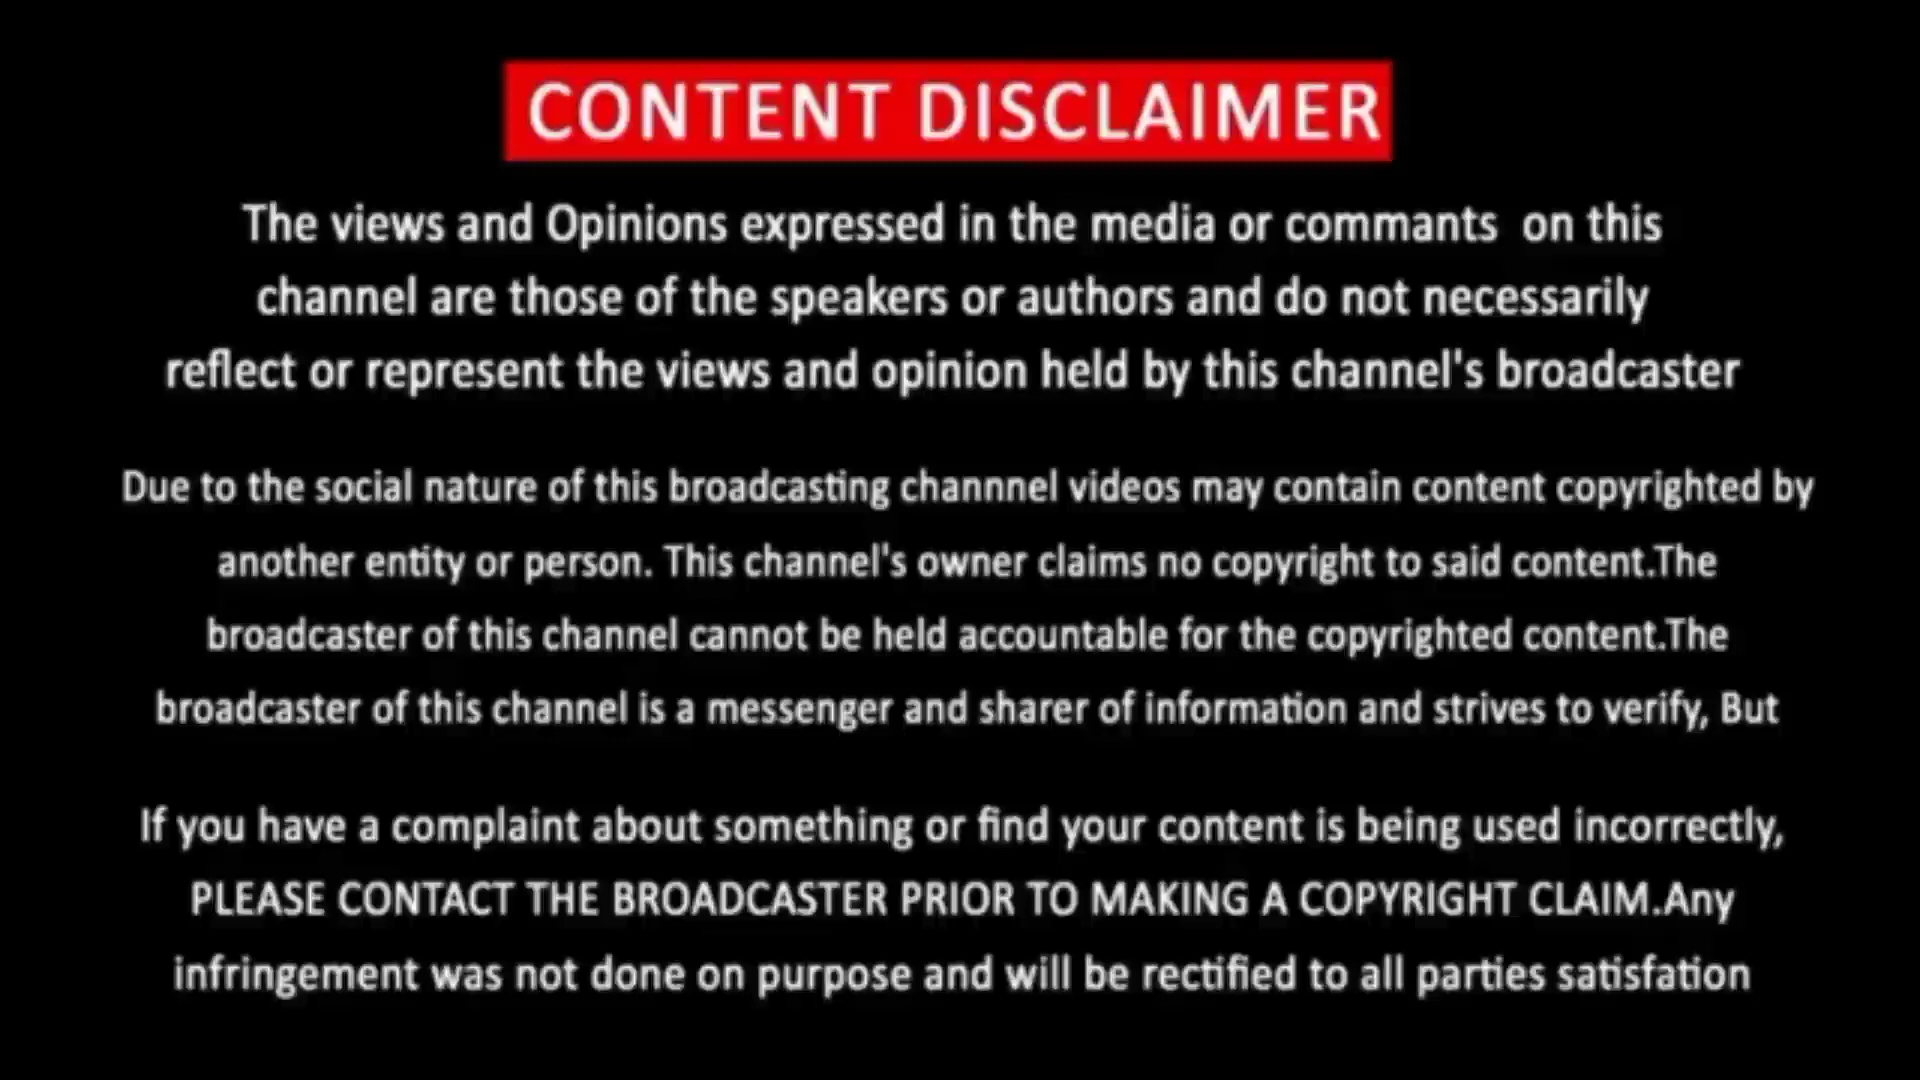 CONTENT DISCLAIMER
The views and Opinions expressed in the media or commants on this
channel are those of the speakers or authors and do not necessarily
reflect or represent the views and opinion held by this channel's broadcaster
Due to the social nature of this broadcasting channnel videos may contain content copyrighted by
another entity or person. This channel's owner claims no copyright to said content.The
broadcaster of this channel cannot be held accountable for the copyrighted content.The
broadcaster of this channel is a messenger and sharer of information and strives to verify, But
If you have a complaint about something or find your content is being used incorrectly,
PLEASE CONTACT THE BROADCASTER PRIOR TO MAKING A COPYRIGHT CLAIM.Any
infringement was not done on purpose and will be rectified to all parties satisfation